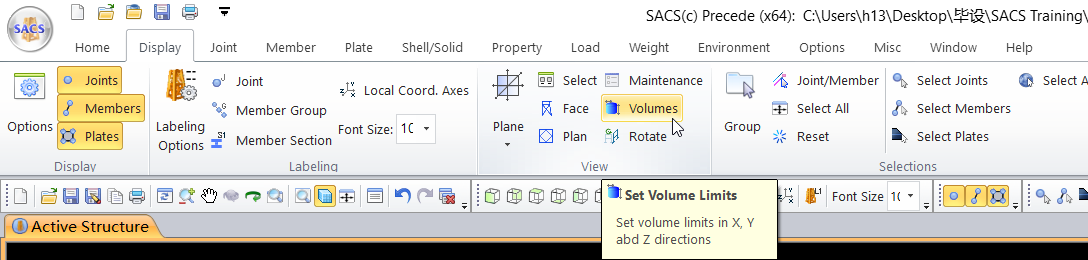 SACS(c) Precede (x64): C:\Users\h13\Desktop\毕设\SACS Training\
SACS
Home Display Joint Member Plate Shell/Solid Property Load Weight Environment Options Misc Window Help
Options
Joints
Members
Plates
Display
Labeling Options
Joint
Member Group
Member Section
Local Coord. Axes
Font Size:
Labeling
Plane
Select
Face
Plan
Maintenance
Volumes
Rotate
View
Group
Joint/Member
Select All
Reset
Select Joints
Select Members
Select Plates
Select A
Selections
Font Size
Set Volume Limits
Set volume limits in X, Y
abd Z directions
Active Structure